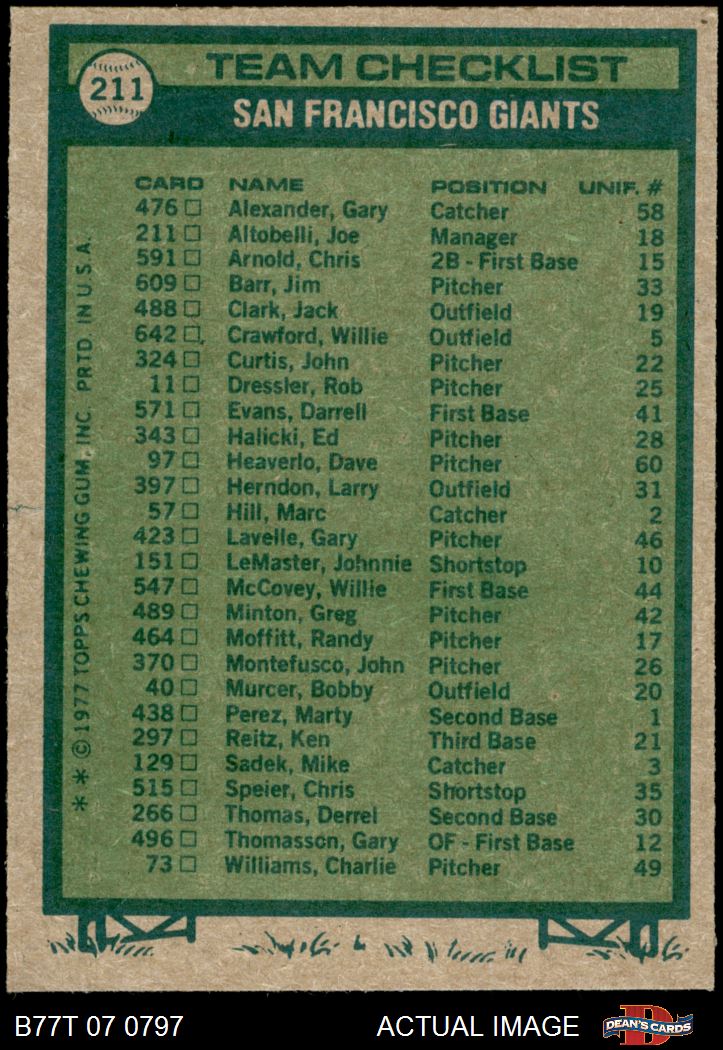 211
TEAM CHECKLIST
SAN FRANCISCO GIANTS
CARD NAME POSITION UNIF. #
476 Alexander, Gary Catcher 58
211 Altobelli, Joe Manager 18
591 Arnold, Chris 2B - First Base 15
609 Barr, Jim Pitcher 33
488 Clark, Jack Outfield 19
642 Crawford, Willie Outfield 5
324 Curtis, John Pitcher 22
11 Dressler, Rob Pitcher 25
571 Evans, Darrell First Base 41
343 Halicki, Ed Pitcher 28
97 Heaverlo, Dave Pitcher 60
397 Herndon, Larry Outfield 31
57 Hill, Marc Catcher 2
423 Lavelle, Gary Pitcher 46
151 LeMaster, Johnnie Shortstop 10
547 McCovey, Willie First Base 44
489 Minton, Greg Pitcher 42
464 Moffitt, Randy Pitcher 17
370 Montefusco, John Pitcher 26
40 Murcer, Bobby Outfield 20
438 Perez, Marty Second Base 1
297 Reitz, Ken Third Base 21
129 Sadek, Mike Catcher 3
515 Speier, Chris Shortstop 35
266 Thomas, Derrel Second Base 30
496 Thomasson, Gary OF - First Base 12
73 Williams, Charlie Pitcher 49
* * © 1977 TOPPS CHEWING GUM, INC. PRTD. IN U.S.A.
B77T 07 0797 ACTUAL IMAGE
D
DEAN'S CARDS